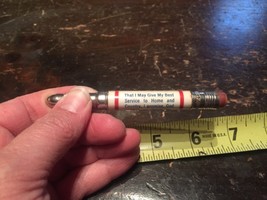 That I May Give My Best
Service to Home and
5 6 7